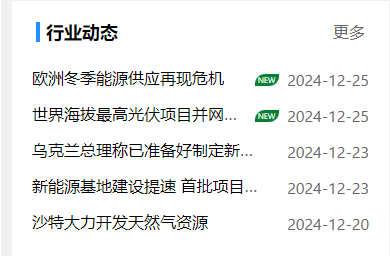 行业动态 更多
欧洲冬季能源供应再现危机 NEW 2024-12-25
世界海拔最高光伏项目并网... NEW 2024-12-25
乌克兰总理称已准备好制定新... 2024-12-23
新能源基地建设提速 首批项目... 2024-12-23
沙特大力开发天然气资源 2024-12-20